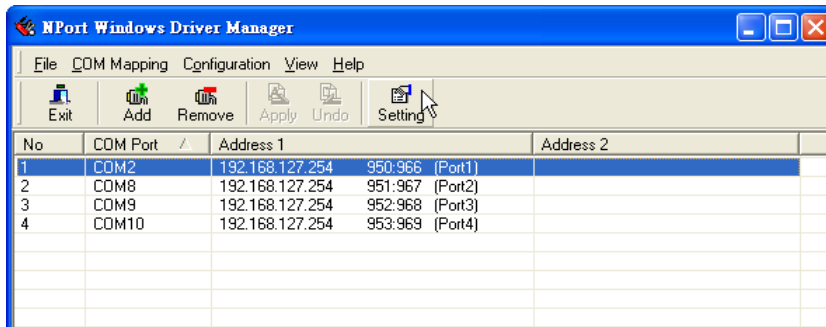 NPort Windows Driver Manager
File COM Mapping Configuration View Help
Exit Add Remove Apply Undo Setting
No COM Port Address 1 Address 2
1 COM2 192.168.127.254 950:966 (Port1)
2 COM8 192.168.127.254 951:967 (Port2)
3 COM9 192.168.127.254 952:968 (Port3)
4 COM10 192.168.127.254 953:969 (Port4)